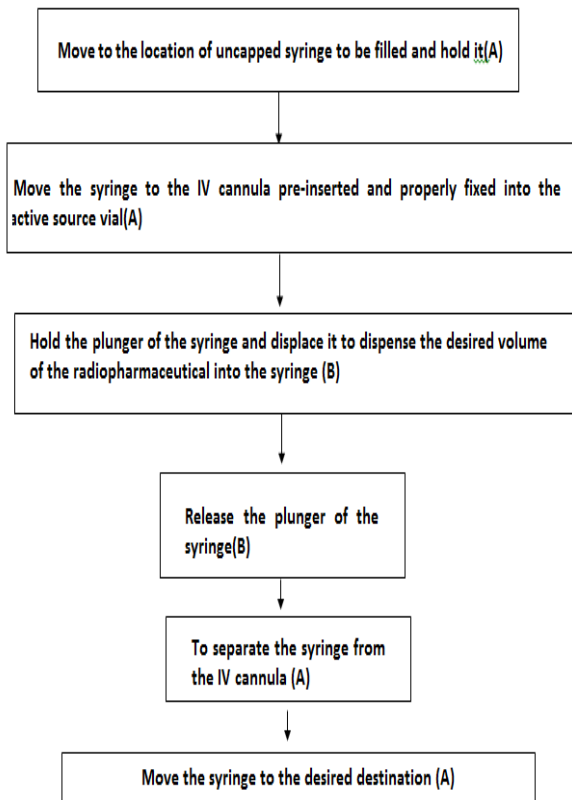 Move to the location of uncapped syringe to be filled and hold it(A)
Move the syringe to the IV cannula pre-inserted and properly fixed into the
active source vial(A)
Hold the plunger of the syringe and displace it to dispense the desired volume
of the radiopharmaceutical into the syringe (B)
Release the plunger of the
syringe(B)
To separate the syringe from
the IV cannula (A)
Move the syringe to the desired destination (A)